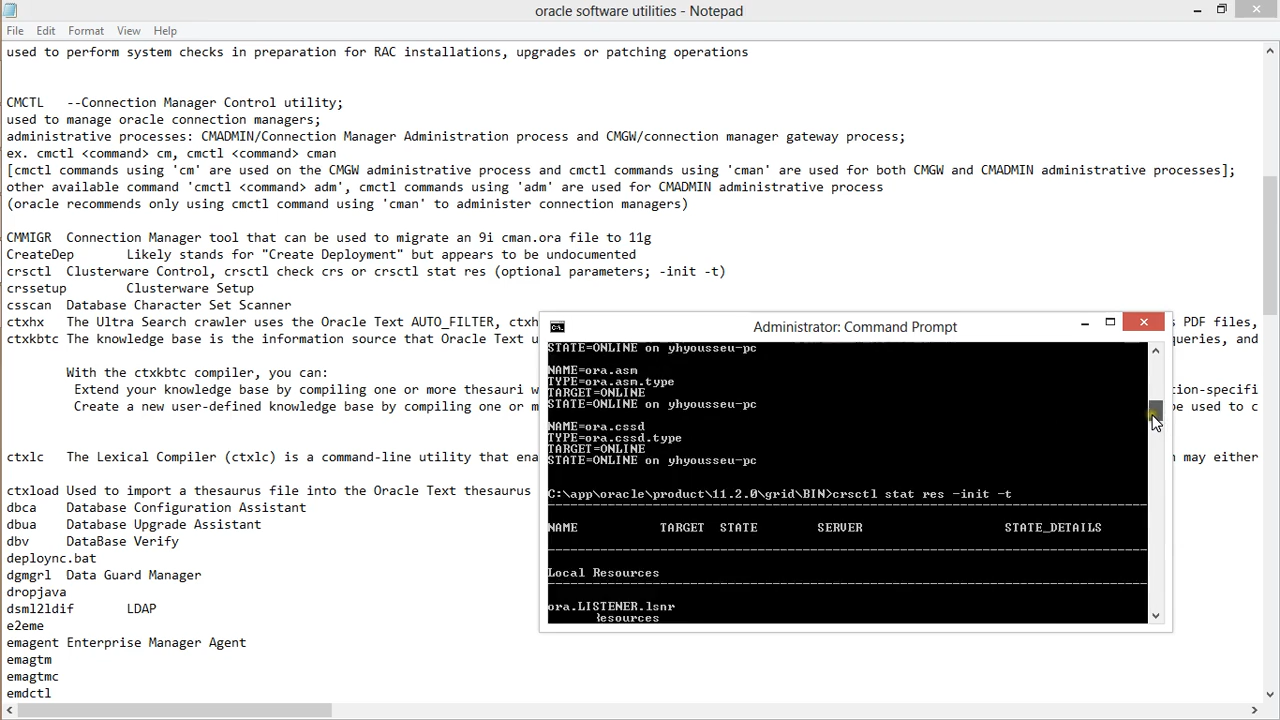 oracle software utilities - Notepad
File Edit Format View Help
used to perform system checks in preparation for RAC installations, upgrades or patching operations
CMCTL --Connection Manager Control utility;
used to manage oracle connection managers;
administrative processes: CMADMIN/Connection Manager Administration process and CMGW/connection manager gateway process;
ex. cmctl <command> cm, cmctl <command> cman
[cmctl commands using 'cm' are used on the CMGW administrative process and cmctl commands using 'cman' are used for both CMGW and CMADMIN administrative processes];
other available command 'cmctl <command> adm', cmctl commands using 'adm' are used for CMADMIN administrative process
(oracle recommends only using cmctl command using 'cman' to administer connection managers)
CMMIGR Connection Manager tool that can be used to migrate an 9i cman.ora file to 11g
CreateDep Likely stands for "Create Deployment" but appears to be undocumented
crsctl Clusterware Control, crsctl check crs or crsctl stat res (optional parameters; -init -t)
crssetup Clusterware Setup
csscan Database Character Set Scanner
ctxhx The Ultra Search crawler uses the Oracle Text AUTO_FILTER, ctxh s PDF files,
ctxkbtc The knowledge base is the information source that Oracle Text u queries, and
With the ctxkbtc compiler, you can:
Extend your knowledge base by compiling one or more thesauri w tion-specifi
Create a new user-defined knowledge base by compiling one or m be used to c
ctxlc The Lexical Compiler (ctxlc) is a command-line utility that ena n may either
ctxload Used to import a thesaurus file into the Oracle Text thesaurus
dbca Database Configuration Assistant
dbua Database Upgrade Assistant
dbv DataBase Verify
deploync.bat
dgmgrl Data Guard Manager
dropjava
dsml2ldif LDAP
e2eme
emagent Enterprise Manager Agent
emagtm
emagtmc
emdctl
Administrator: Command Prompt
STATE=ONLINE on yhyousseu-pc
NAME=ora.asm
TYPE=ora.asm.type
TARGET=ONLINE
STATE=ONLINE on yhyousseu-pc
NAME=ora.cssd
TYPE=ora.cssd.type
TARGET=ONLINE
STATE=ONLINE on yhyousseu-pc
C:\app\oracle\product\11.2.0\grid\BIN>crsctl stat res -init -t
NAME TARGET STATE SERVER STATE_DETAILS
Local Resources
ora.LISTENER.lsnr
esources